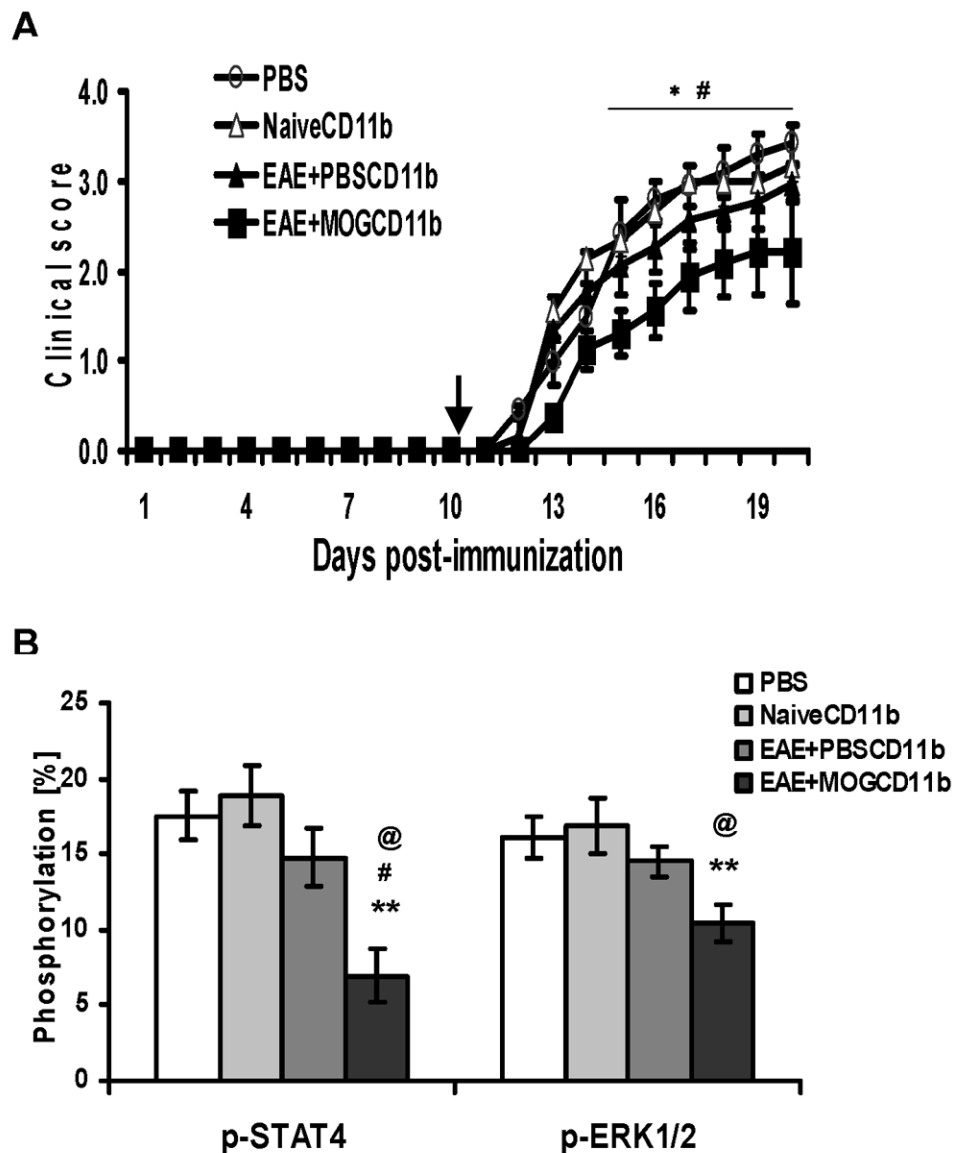 A
PBS
NaiveCD11b
EAE+PBSCD11b
EAE+MOGCD11b
* #
4.0
3.0
2.0
1.0
0.0
Clinical score
1 4 7 10 13 16 19
Days post-immunization
B
PBS
NaiveCD11b
EAE+PBSCD11b
EAE+MOGCD11b
25
20
15
10
5
0
Phosphorylation [%]
@
#
**
@
**
p-STAT4 p-ERK1/2